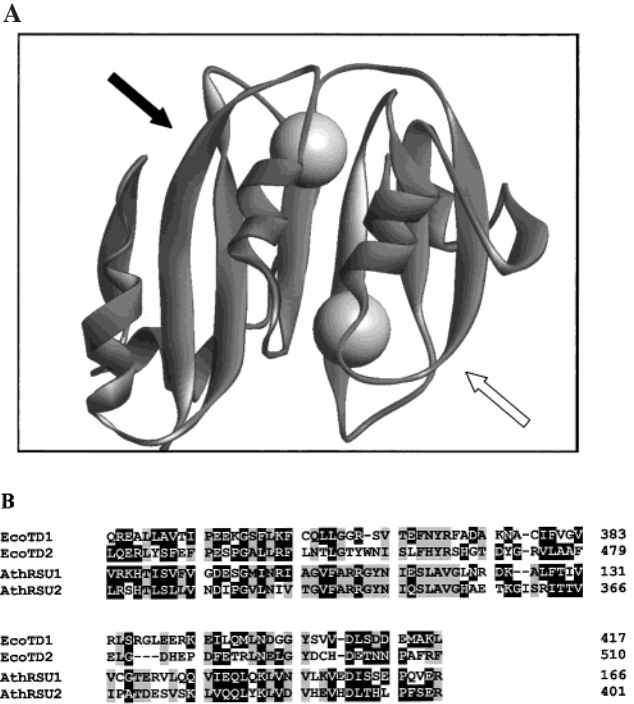 A
B
EcoTD1 QREALLAVTI PEEKGSFLKF CQLLGGR-SV TEFNYRFADA KNA-CIFVGV 383
EcoTD2 LQERLYSFEF PESPGALLRF LNTLGTYWNI SLFHYRSHGT DYG-RVLAAF 479
AthRSU1 VRKHTISVFV GDESGMINRI AGVFARRGYN IESLAVGLNR DK--ALFTIV 131
AthRSU2 LRSHTLSLLV NDIPGVLNIV TGVFARRGYN IQSLAVGHAE TKGISRITTV 366
EcoTD1 RLSRGLEERK EILQMLNDGG YSVV-DLSDD EMAKL 417
EcoTD2 ELG---DHEP DFETRLNELG YDCH-DETNN PAFRF 510
AthRSU1 VCGTERVLQQ VIEQLQKLVN VLKVEDISSE PQVER 166
AthRSU2 IPATDESVSK LVQQLYKLVD VHEVHDLTHL PFSER 401